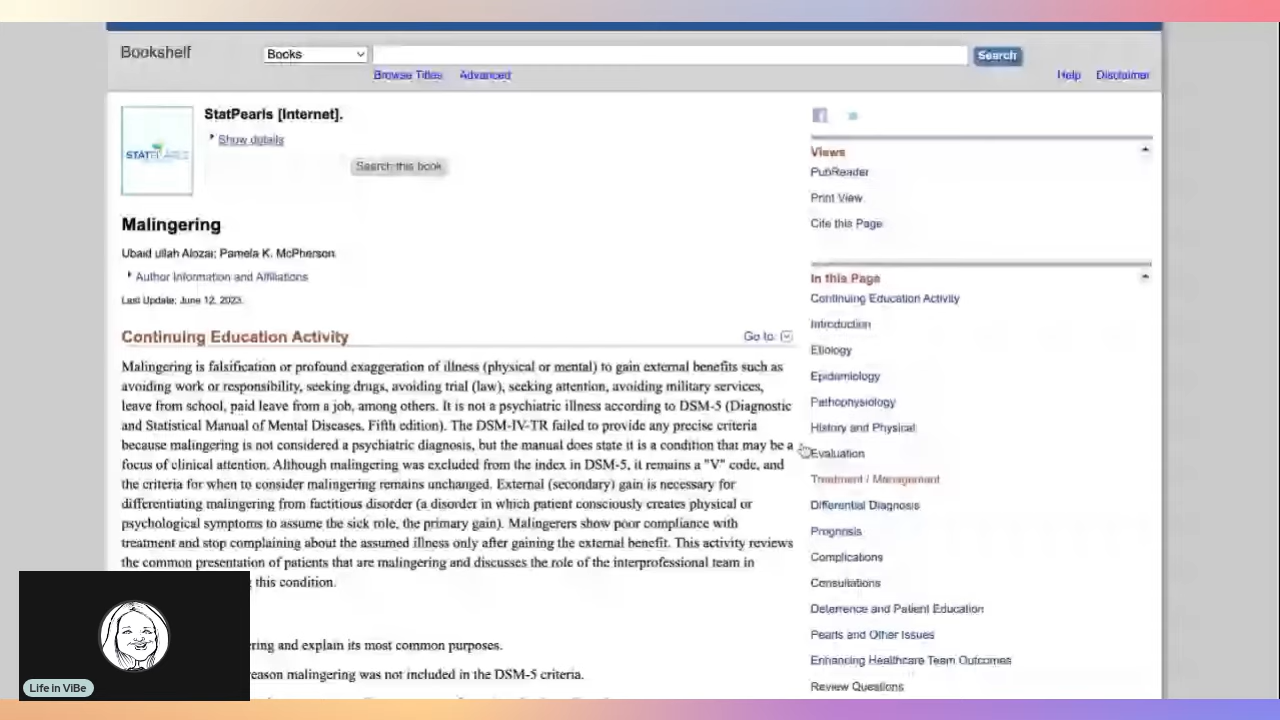 Bookshelf
Books
Search
Browse Titles Advanced
Help Disclaimer
StatPearls [Internet].
Show details
Search this book
Malingering
Ubaid ullah Alozai; Pamela K. McPherson.
Author Information and Affiliations
Last Update: June 12, 2023.
Continuing Education Activity
Go to:
Malingering is falsification or profound exaggeration of illness (physical or mental) to gain external benefits such as
avoiding work or responsibility, seeking drugs, avoiding trial (law), seeking attention, avoiding military services,
leave from school, paid leave from a job, among others. It is not a psychiatric illness according to DSM-5 (Diagnostic
and Statistical Manual of Mental Diseases, Fifth edition). The DSM-IV-TR failed to provide any precise criteria
because malingering is not considered a psychiatric diagnosis, but the manual does state it is a condition that may be a
focus of clinical attention. Although malingering was excluded from the index in DSM-5, it remains a "V" code, and
the criteria for when to consider malingering remains unchanged. External (secondary) gain is necessary for
differentiating malingering from factitious disorder (a disorder in which patient consciously creates physical or
psychological symptoms to assume the sick role, the primary gain). Malingerers show poor compliance with
treatment and stop complaining about the assumed illness only after gaining the external benefit. This activity reviews
the common presentation of patients that are malingering and discusses the role of the interprofessional team in
this condition.
ring and explain its most common purposes.
eason malingering was not included in the DSM-5 criteria.
Views
PubReader
Print View
Cite this Page
In this Page
Continuing Education Activity
Introduction
Etiology
Epidemiology
Pathophysiology
History and Physical
Evaluation
Treatment / Management
Differential Diagnosis
Prognosis
Complications
Consultations
Deterrence and Patient Education
Pearls and Other Issues
Enhancing Healthcare Team Outcomes
Review Questions
Life in ViBe